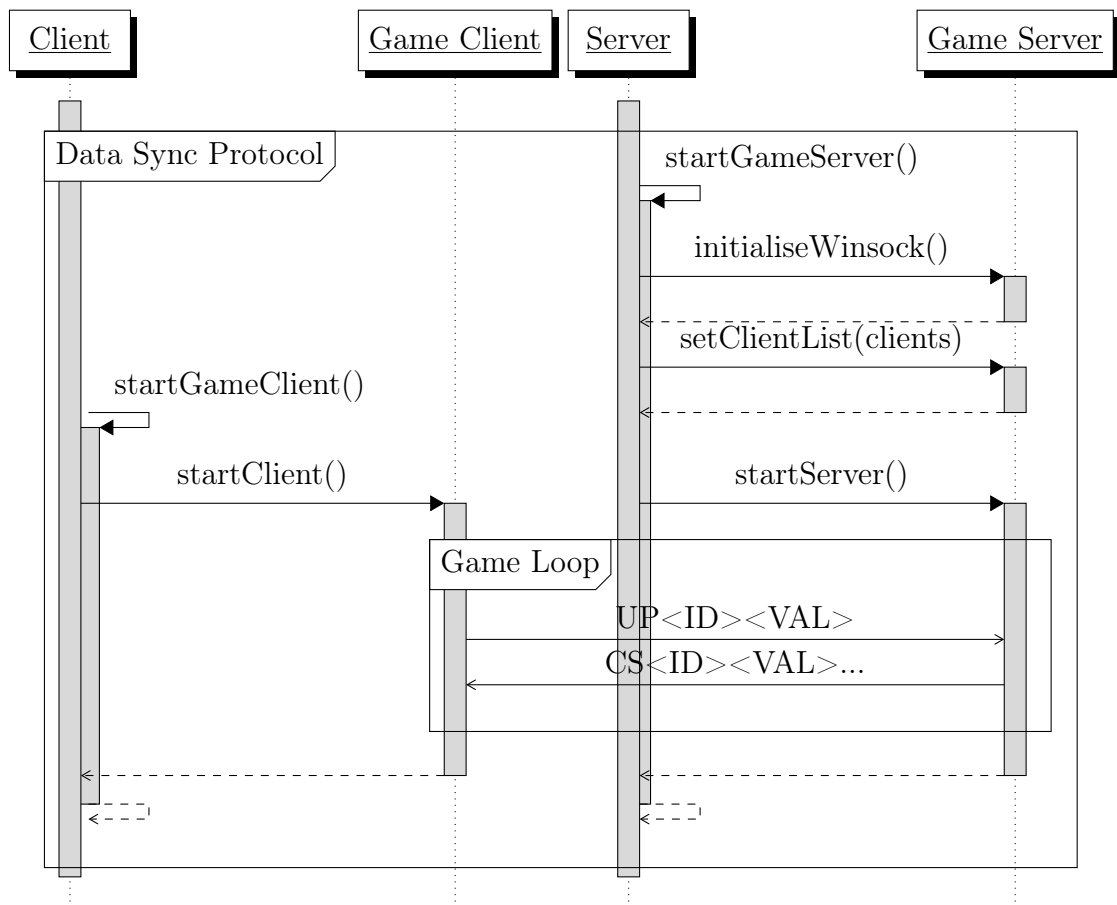 Client
Game Client
Server
Game Server
Data Sync Protocol
startGameServer()
initialiseWinsock()
setClientList(clients)
startGameClient()
startClient()
startServer()
Game Loop
UP<ID><VAL>
CS<ID><VAL>...